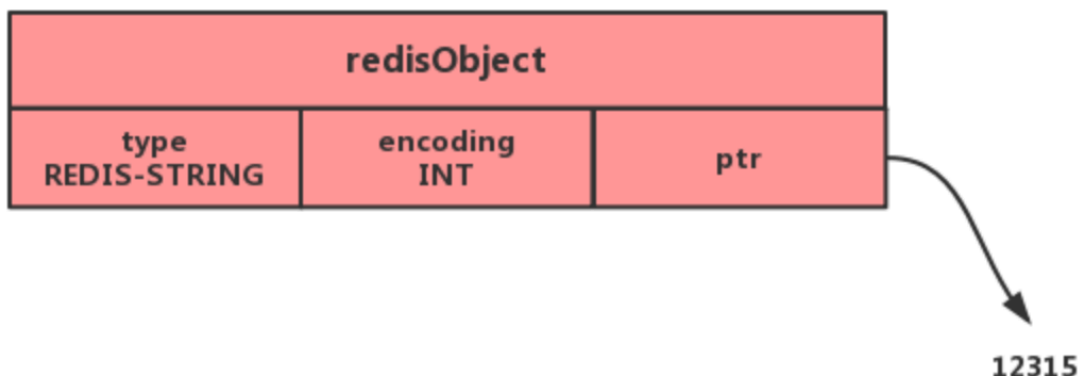 redisObject
type
REDIS-STRING
encoding
INT
ptr
12315